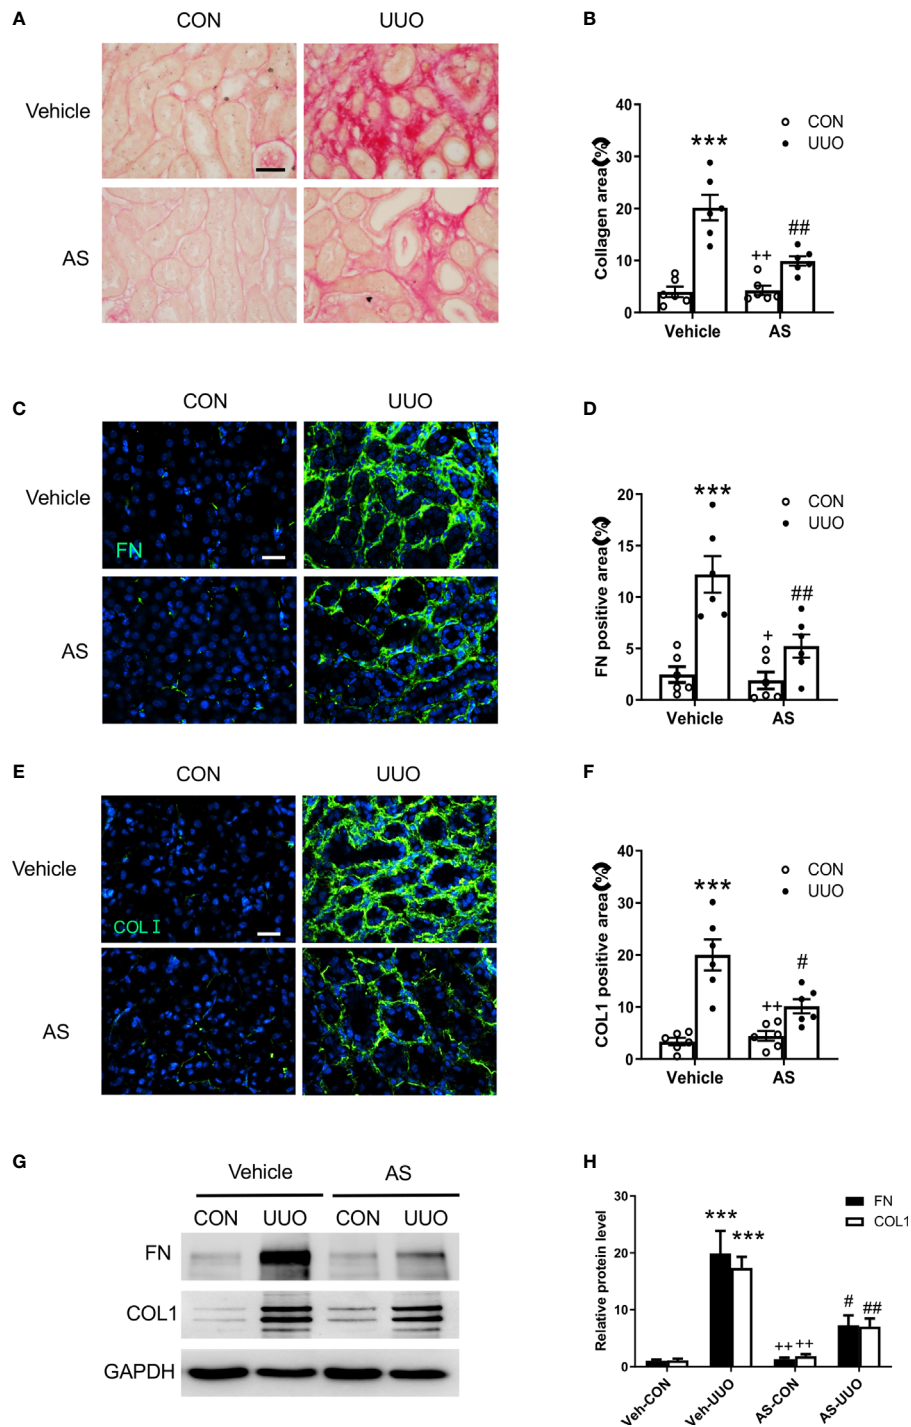 A
CON
UUO
Vehicle
AS
B
Collagen area(%)
40
30
20
10
0
CON
UUO
***
++
##
Vehicle
AS
C
CON
UUO
Vehicle
FN
AS
D
FN positive area(%)
20
15
10
5
0
CON
UUO
***
+
##
Vehicle
AS
E
CON
UUO
Vehicle
COL I
AS
F
COL1 positive area(%)
40
30
20
10
0
CON
UUO
***
++
#
Vehicle
AS
G
Vehicle
AS
CON
UUO
CON
UUO
FN
COL1
GAPDH
H
Relative protein level
30
20
10
0
FN
COL1
***
***
++
++
#
##
Veh-CON
Veh-UUO
AS-CON
AS-UUO